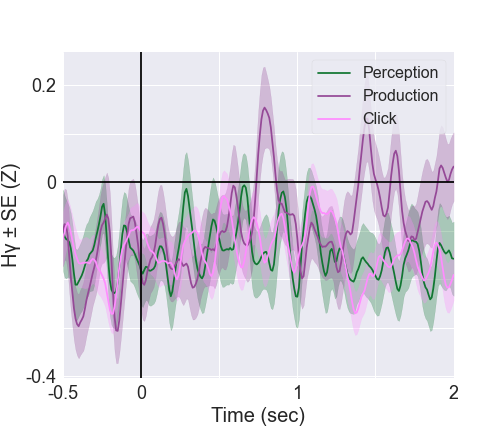 Perception
Production
Click
0.2
0
-0.4
Hγ ± SE (Z)
-0.5
0
1
2
Time (sec)